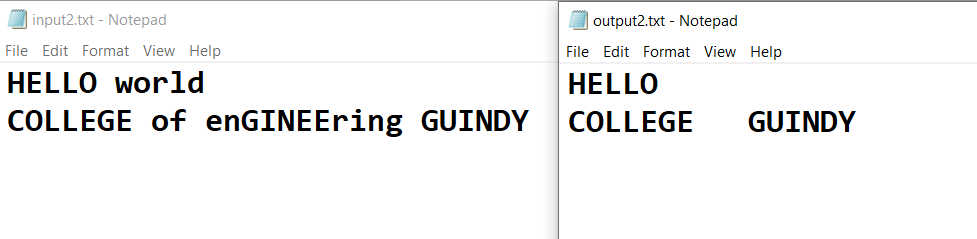 input2.txt - Notepad
File Edit Format View Help
HELLO world
COLLEGE of enGINEEring GUINDY
output2.txt - Notepad
File Edit Format View Help
HELLO
COLLEGE   GUINDY